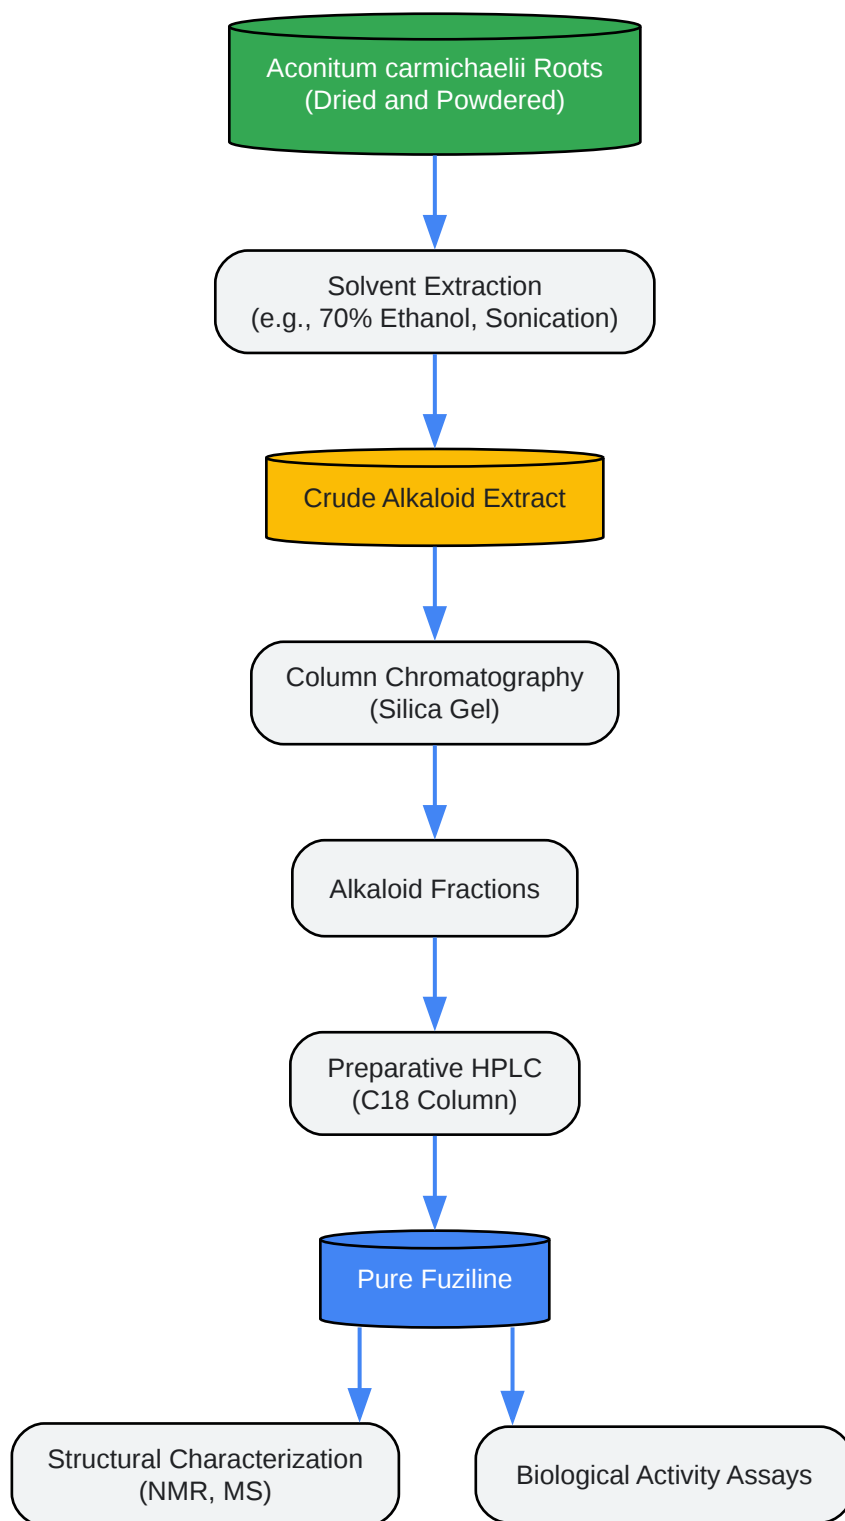 Aconitum carmichaelii Roots
(Dried and Powdered)
Solvent Extraction
(e.g., 70% Ethanol, Sonication)
Crude Alkaloid Extract
Column Chromatography
(Silica Gel)
Alkaloid Fractions
Preparative HPLC
(C18 Column)
Pure Fuziline
Structural Characterization
(NMR, MS)
Biological Activity Assays